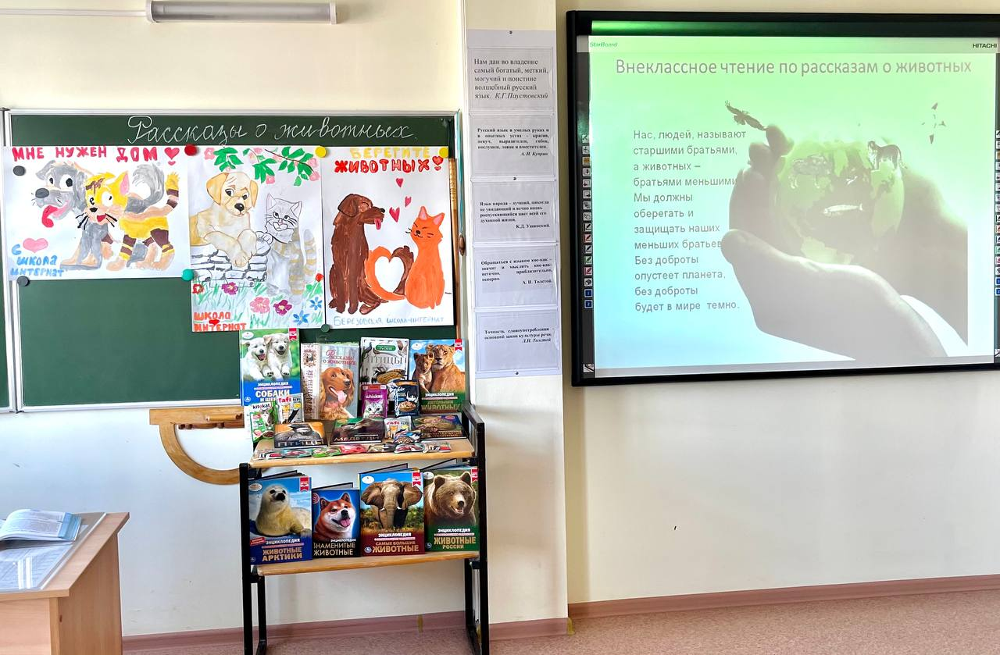 Рассказы о животных.
МНЕ НУЖЕН ДОМ
С
ШКОЛА
ИНТЕРНАТ
ШКОЛА
ИНТЕРНАТ
БЕРЕГИТЕ
ЖИВОТНЫХ!
БЕРЕЗОВСКАЯ ШКОЛА-ИНТЕРНАТ
Нам дан во владение
самый богатый, меткий,
могучий и поистине
волшебный русский
язык. К.Г.Паустовский
Русский язык в умелых руках и
в опытных устах - красив,
певуч, выразителен, гибок,
послушен, ловок и вместителен.
А. И. Куприн
Язык народа - лучший, никогда
не увядающий и вечно вновь
распускающийся цвет всей его
духовной жизни.
К.Д. Ушинский.
Обращаться с языком кое-как –
значит и мыслить кое-как:
неточно, приблизительно,
неверно.
А. Н. Толстой.
Точность словоупотребления -
основной закон культуры речи.
Л.Н. Толстой
StarBoard
HITACHI
Внеклассное чтение по рассказам о животных
Нас, людей, называют
старшими братьями,
а животных –
братьями меньшими.
Мы должны
оберегать и
защищать наших
меньших братьев.
Без доброты
опустеет планета,
без доброты
будет в мире темно.
ЭНЦИКЛОПЕДИЯ
СОБАКИ
РАССКАЗЫ
О ЖИВОТНЫХ
ПТИЦЫ
ЭНЦИКЛОПЕДИЯ
ЖИВОТНЫХ
kitekat
whiskas
ПТИЦЫ
МЕДВЕДИ
ЭНЦИКЛОПЕДИЯ
ЖИВОТНЫЕ
АРКТИКИ
ЭНЦИКЛОПЕДИЯ
ЗНАМЕНИТЫЕ
ЖИВОТНЫЕ
ЭНЦИКЛОПЕДИЯ
САМЫЕ БОЛЬШИЕ
ЖИВОТНЫЕ
ЭНЦИКЛОПЕДИЯ
ЖИВОТНЫЕ
РОССИИ